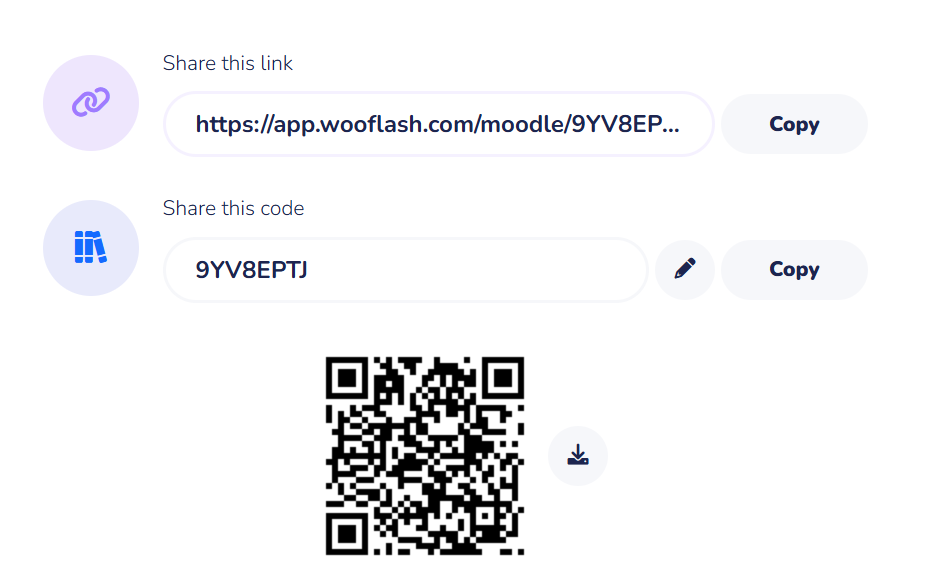 Share this link
https://app.wooflash.com/moodle/9YV8EP...
Copy
Share this code
9YV8EPTJ
Copy